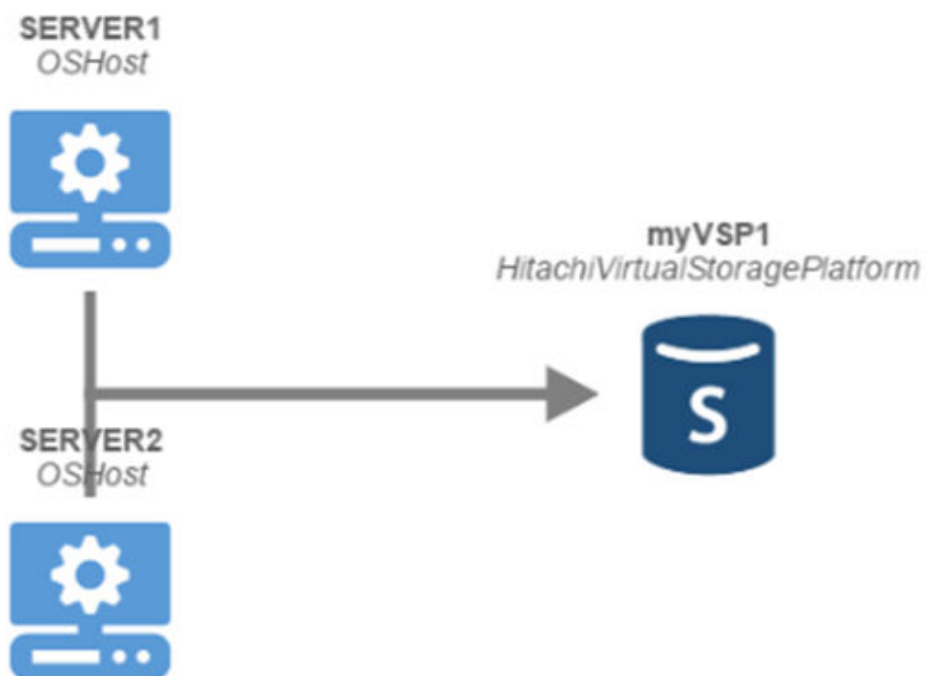 SERVER1
OSHost
myVSP1
HitachiVirtualStoragePlatform
S
SERVER2
OSHost